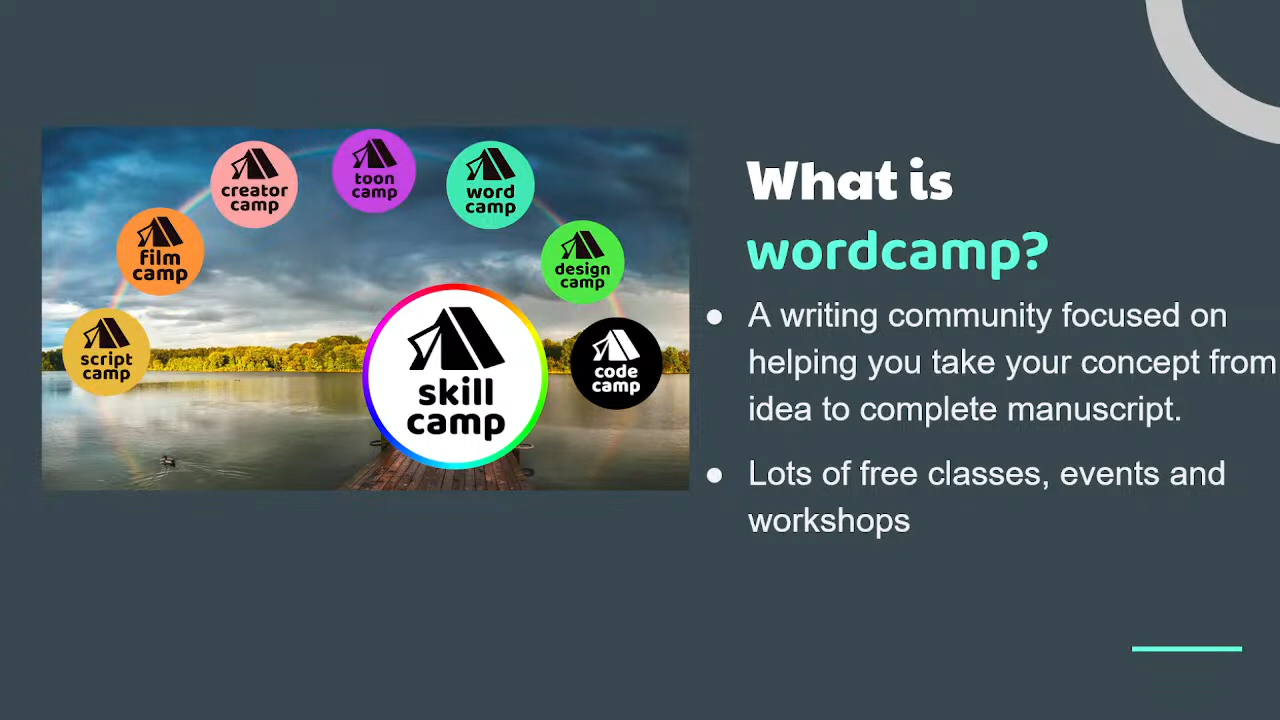 creator
camp
toon
camp
word
camp
film
camp
design
camp
script
camp
skill
camp
code
camp
What is
wordcamp?
● A writing community focused on
helping you take your concept from
idea to complete manuscript.
● Lots of free classes, events and
workshops